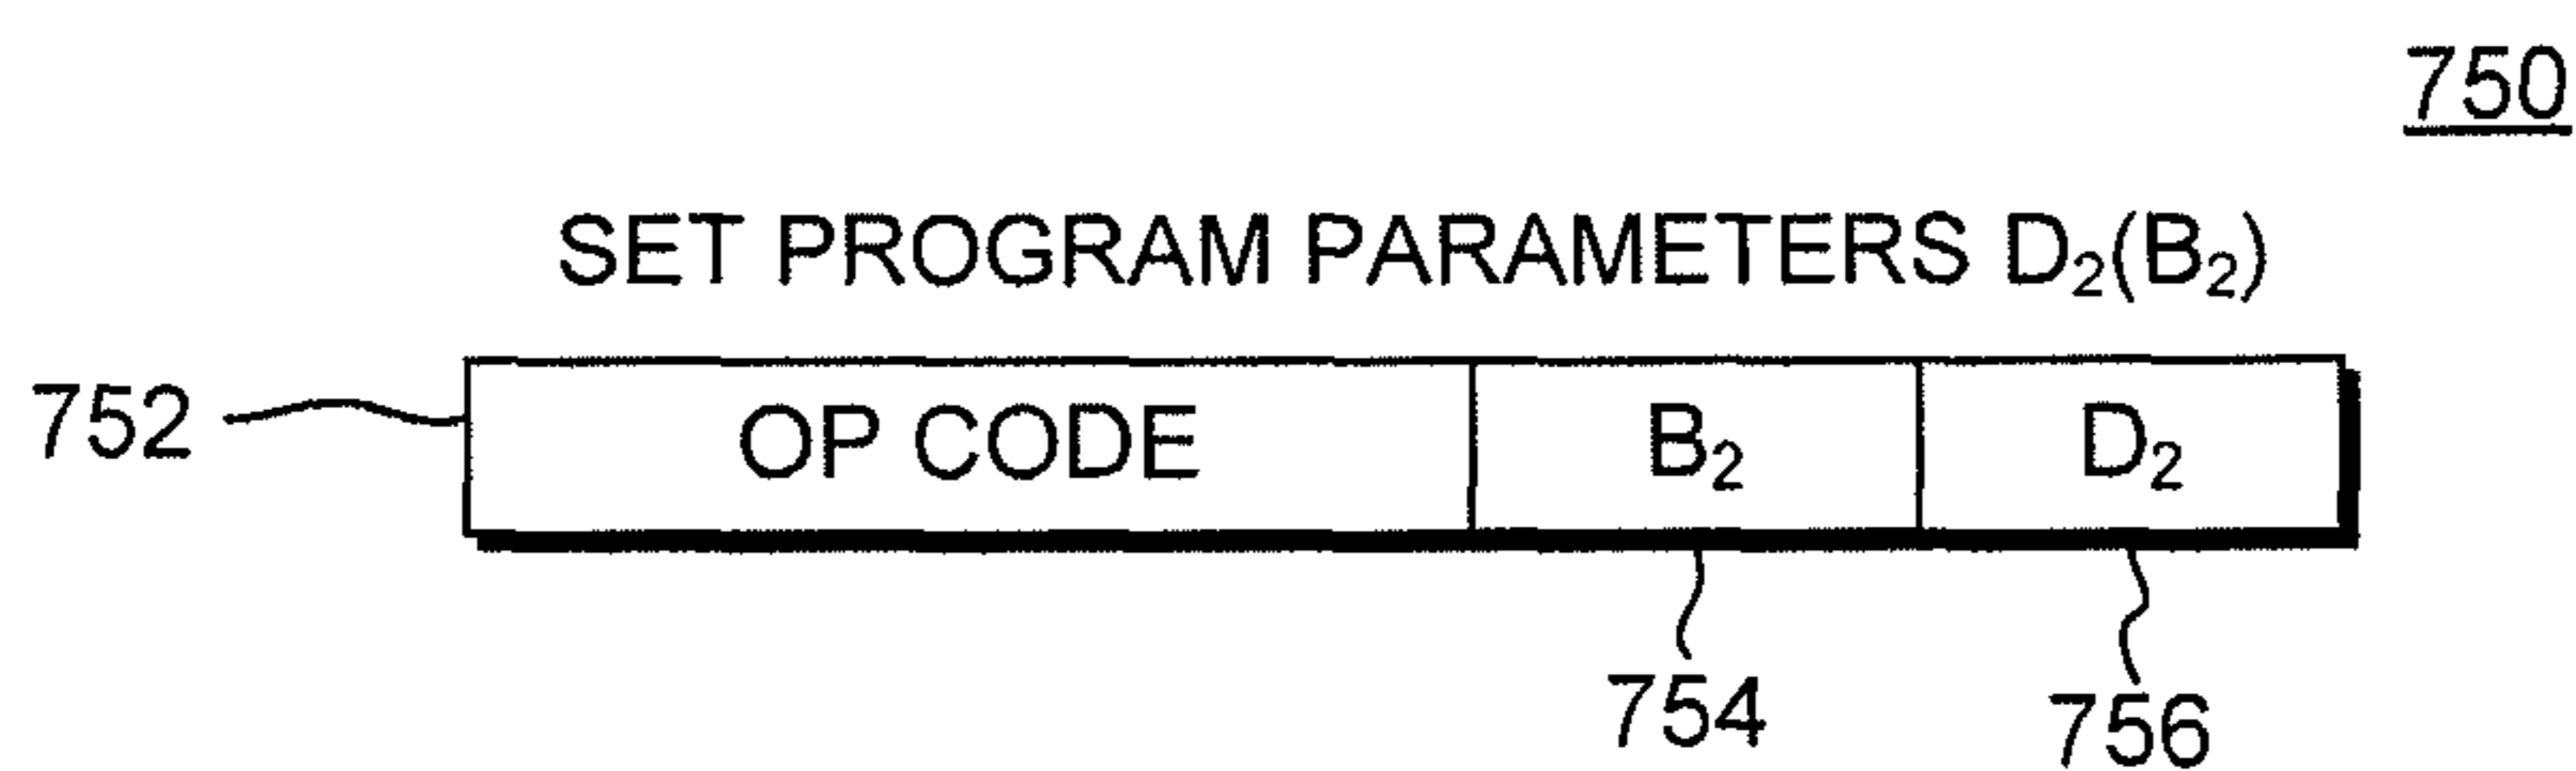 750
SET PROGRAM PARAMETERS D₂(B₂)
752 OP CODE B₂ D₂
754 756